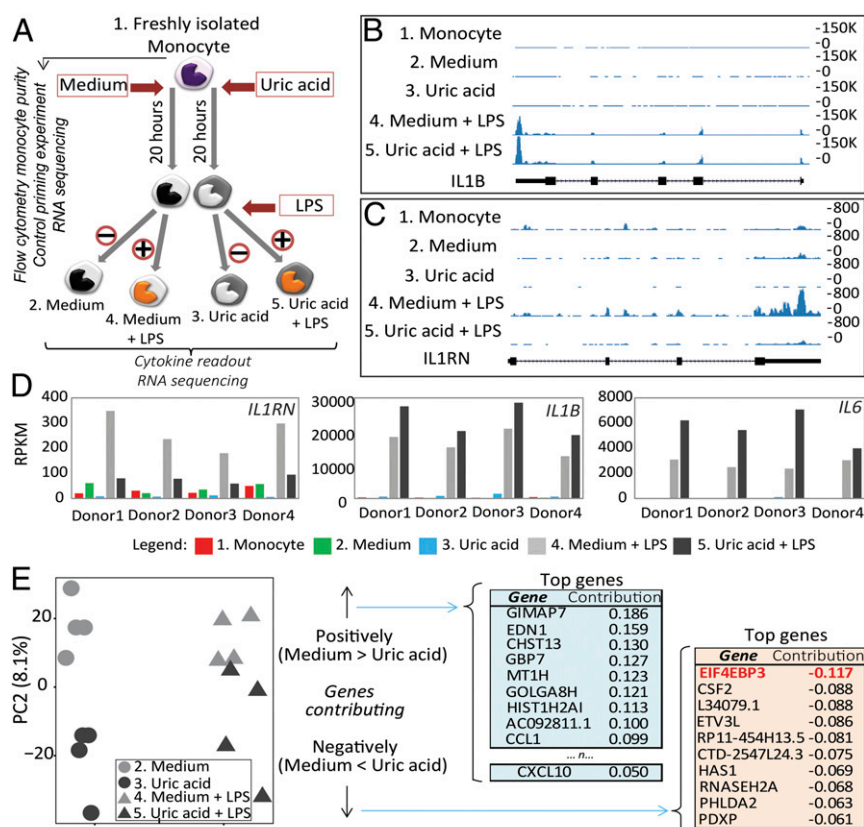 A
1. Freshly isolated
Monocyte
Medium
Uric acid
20 hours
20 hours
Flow cytometry monocyte purity
Control priming experiment
RNA sequencing
LPS
2. Medium
4. Medium
+ LPS
3. Uric acid
5. Uric acid
+ LPS
Cytokine readout
RNA sequencing
B
1. Monocyte
-150K
-0
2. Medium
-150K
-0
3. Uric acid
-150K
-0
4. Medium + LPS
-150K
-0
5. Uric acid + LPS
-150K
-0
IL1B
C
1. Monocyte
-800
-0
2. Medium
-800
-0
3. Uric acid
-800
-0
4. Medium + LPS
-800
-0
5. Uric acid + LPS
-800
-0
IL1RN
D
RPKM
400
300
200
100
0
IL1RN
Donor1 Donor2 Donor3 Donor4
30000
20000
10000
0
IL1B
Donor1 Donor2 Donor3 Donor4
8000
6000
4000
2000
0
IL6
Donor1 Donor2 Donor3 Donor4
Legend: 1. Monocyte 2. Medium 3. Uric acid 4. Medium + LPS 5. Uric acid + LPS
E
PC2 (8.1%)
20
0
−20
2. Medium
3. Uric acid
4. Medium + LPS
5. Uric acid + LPS
Positively
(Medium > Uric acid)
Genes
contributing
Negatively
(Medium < Uric acid)
Top genes
Gene Contribution
GIMAP7 0.186
EDN1 0.159
CHST13 0.130
GBP7 0.127
MT1H 0.123
GOLGA8H 0.121
HIST1H2AI 0.113
AC092811.1 0.100
CCL1 0.099
... n...
CXCL10 0.050
Top genes
Gene Contribution
EIF4EBP3 -0.117
CSF2 -0.088
L34079.1 -0.088
ETV3L -0.086
RP11-454H13.5 -0.081
CTD-2547L24.3 -0.075
HAS1 -0.069
RNASEH2A -0.068
PHLDA2 -0.063
PDXP -0.061